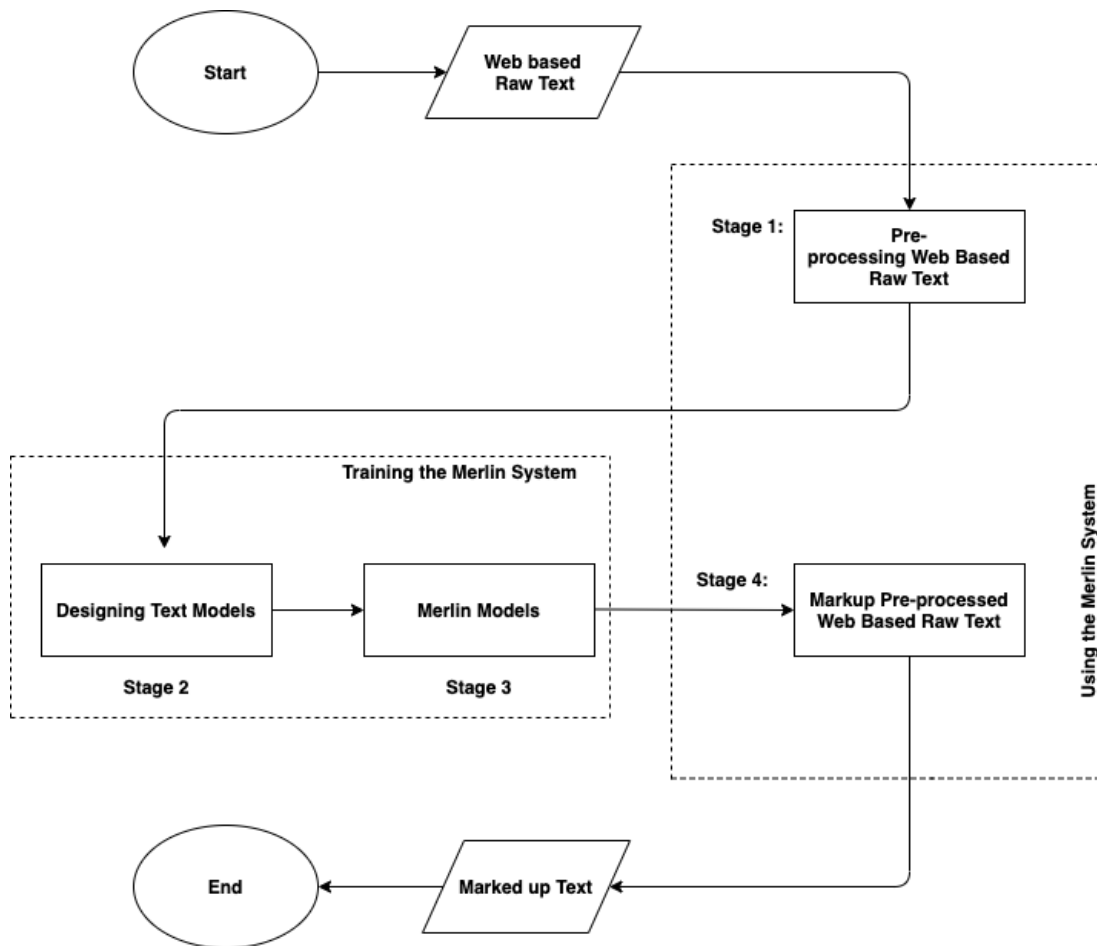 Start
Web based
Raw Text
Stage 1:
Pre-
processing Web Based
Raw Text
Training the Merlin System
Designing Text Models
Merlin Models
Stage 2
Stage 3
Stage 4:
Markup Pre-processed
Web Based Raw Text
Using the Merlin System
End
Marked up Text